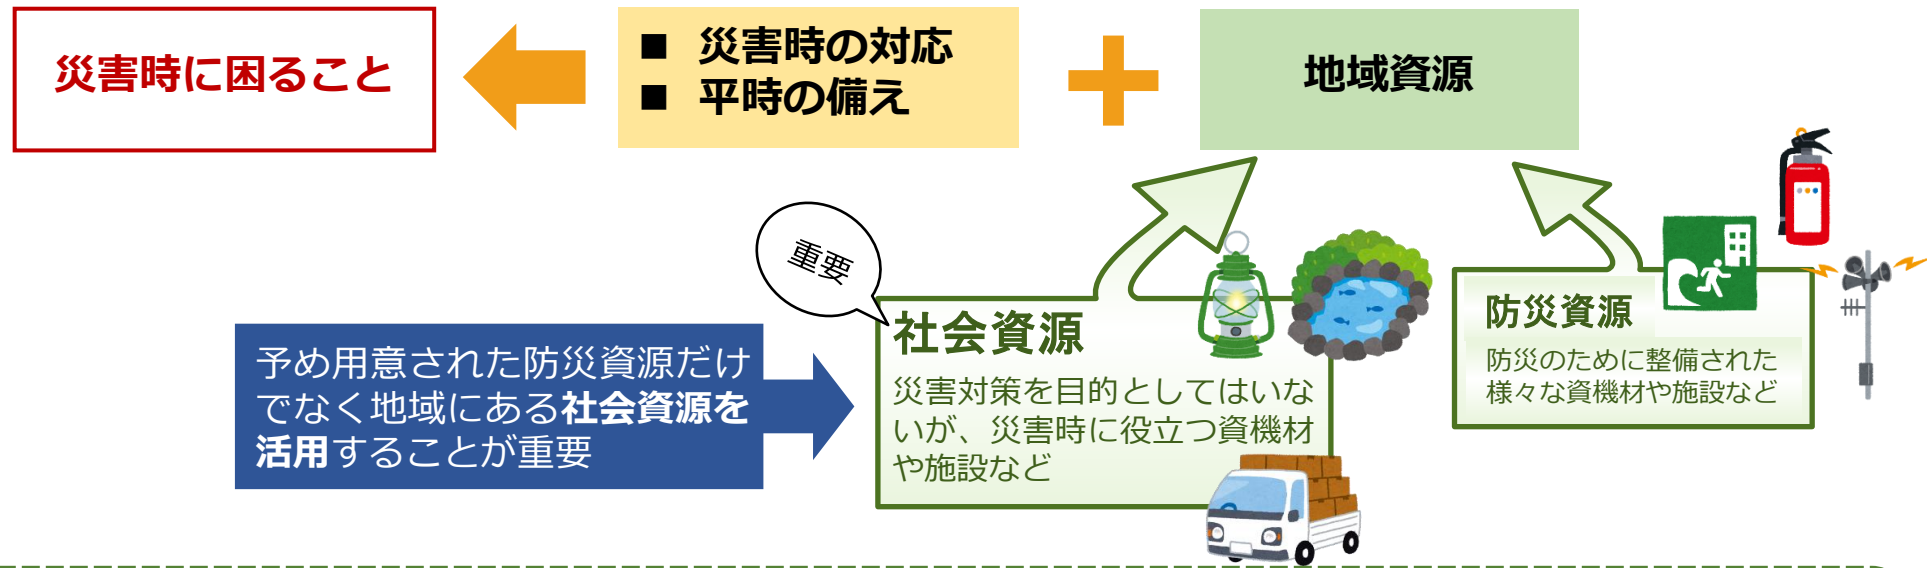 災害時に困ること
■ 災害時の対応
■ 平時の備え
地域資源
重要
社会資源
災害対策を目的としてはいな
いが、災害時に役立つ資機材
や施設など
防災資源
防災のために整備された
様々な資機材や施設など
予め用意された防災資源だけ
でなく地域にある社会資源を
活用することが重要